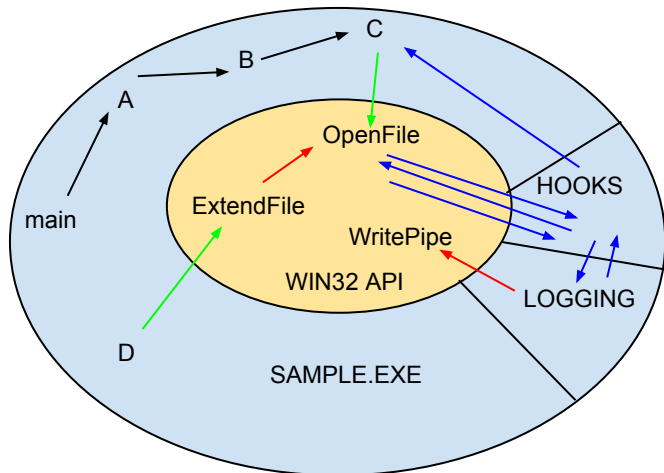 C
B
A
OpenFile
HOOKS
ExtendFile
main
WritePipe
WIN32 API
LOGGING
D
SAMPLE.EXE